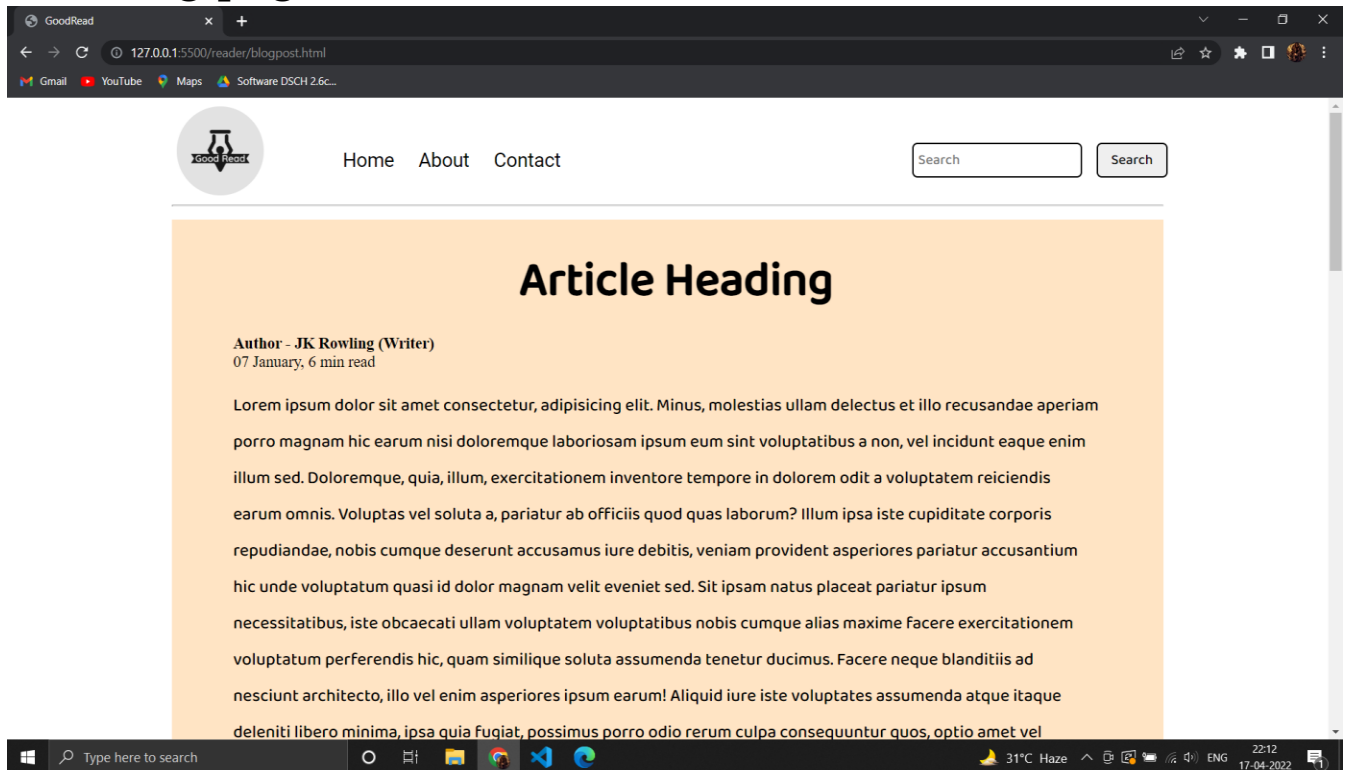 GoodRead
127.0.0.1:5500/reader/blogpost.html
Gmail YouTube Maps Software DSCH 2.6c...
Good Read
Home About Contact
Search Search
Article Heading
Author - JK Rowling (Writer)
07 January, 6 min read
Lorem ipsum dolor sit amet consectetur, adipisicing elit. Minus, molestias ullam delectus et illo recusandae aperiam
porro magnam hic earum nisi doloremque laboriosam ipsum eum sint voluptatibus a non, vel incidunt eaque enim
illum sed. Doloremque, quia, illum, exercitationem inventore tempore in dolorem odit a voluptatem reiciendis
earum omnis. Voluptas vel soluta a, pariatur ab officiis quod quas laborum? Illum ipsa iste cupiditate corporis
repudiandae, nobis cumque deserunt accusamus iure debitis, veniam provident asperiores pariatur accusantium
hic unde voluptatum quasi id dolor magnam velit eveniet sed. Sit ipsam natus placeat pariatur ipsum
necessitatibus, iste obcaecati ullam voluptatem voluptatibus nobis cumque alias maxime facere exercitationem
voluptatum perferendis hic, quam similique soluta assumenda tenetur ducimus. Facere neque blanditiis ad
nesciunt architecto, illo vel enim asperiores ipsum earum! Aliquid iure iste voluptates assumenda atque itaque
deleniti libero minima, ipsa quia fugiat, possimus porro odio rerum culpa consequuntur quos, optio amet vel
Type here to search 31°C Haze ENG 22:12
17-04-2022 1